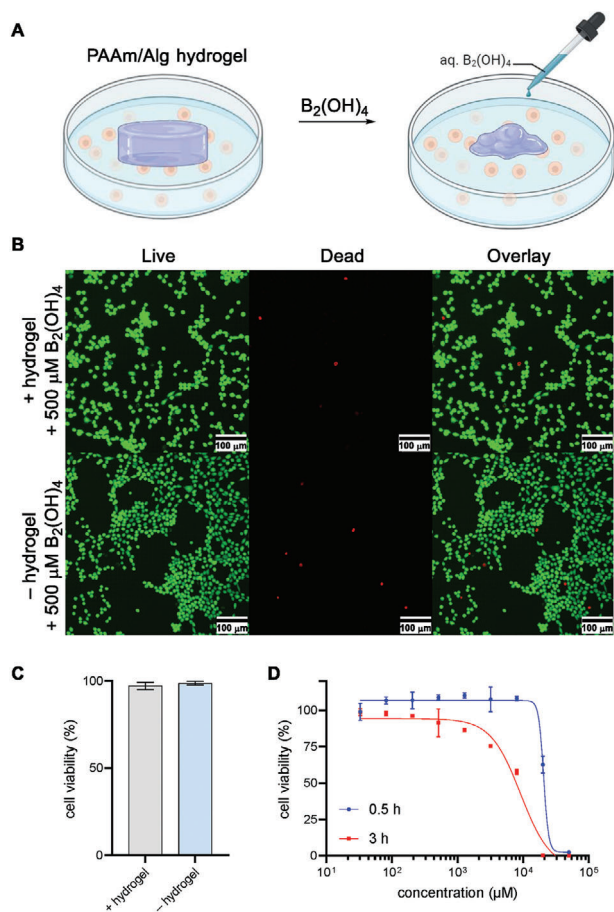 A
PAAm/Alg hydrogel
B₂(OH)₄
aq. B₂(OH)₄
B
Live
Dead
Overlay
+ hydrogel
+ 500 μM B₂(OH)₄
100 μm
100 μm
100 μm
– hydrogel
+ 500 μM B₂(OH)₄
100 μm
100 μm
100 μm
C
cell viability (%)
100
50
0
+ hydrogel
– hydrogel
D
cell viability (%)
100
75
50
25
0
0.5 h
3 h
10¹
10²
10³
10⁴
10⁵
concentration (μM)